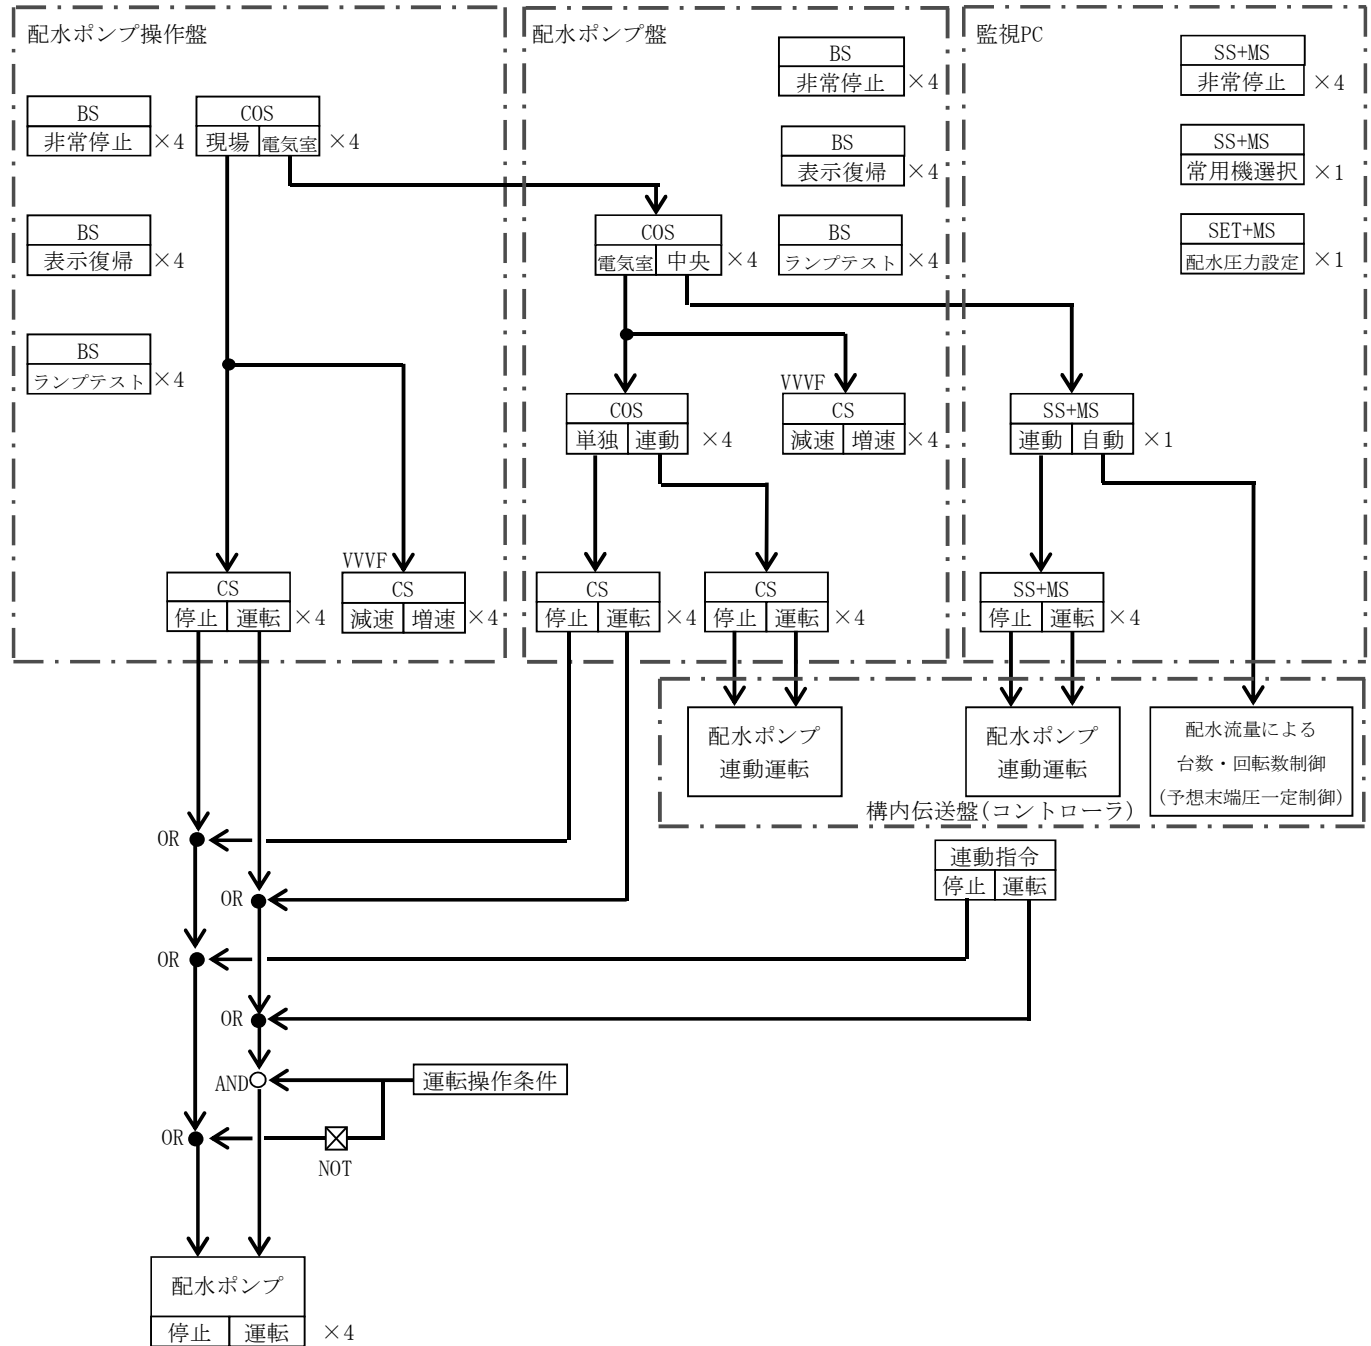 配水ポンプ操作盤
BS
非常停止
×4
COS
現場
電気室
×4
BS
表示復帰
×4
BS
ランプテスト
×4
CS
停止
運転
×4
VVVF
CS
減速
増速
×4
配水ポンプ盤
BS
非常停止
×4
BS
表示復帰
×4
COS
電気室
中央
×4
BS
ランプテスト
×4
COS
単独
連動
×4
VVVF
CS
減速
増速
×4
CS
停止
運転
×4
CS
停止
運転
×4
監視PC
SS+MS
非常停止
×4
SS+MS
常用機選択
×1
SET+MS
配水圧力設定
×1
SS+MS
連動
自動
×1
SS+MS
停止
運転
×4
配水ポンプ
連動運転
配水ポンプ
連動運転
配水流量による
台数・回転数制御
(予想末端圧一定制御)
構内伝送盤(コントローラ)
OR
連動指令
停止
運転
OR
OR
OR
AND
運転操作条件
OR
NOT
配水ポンプ
停止
運転
×4